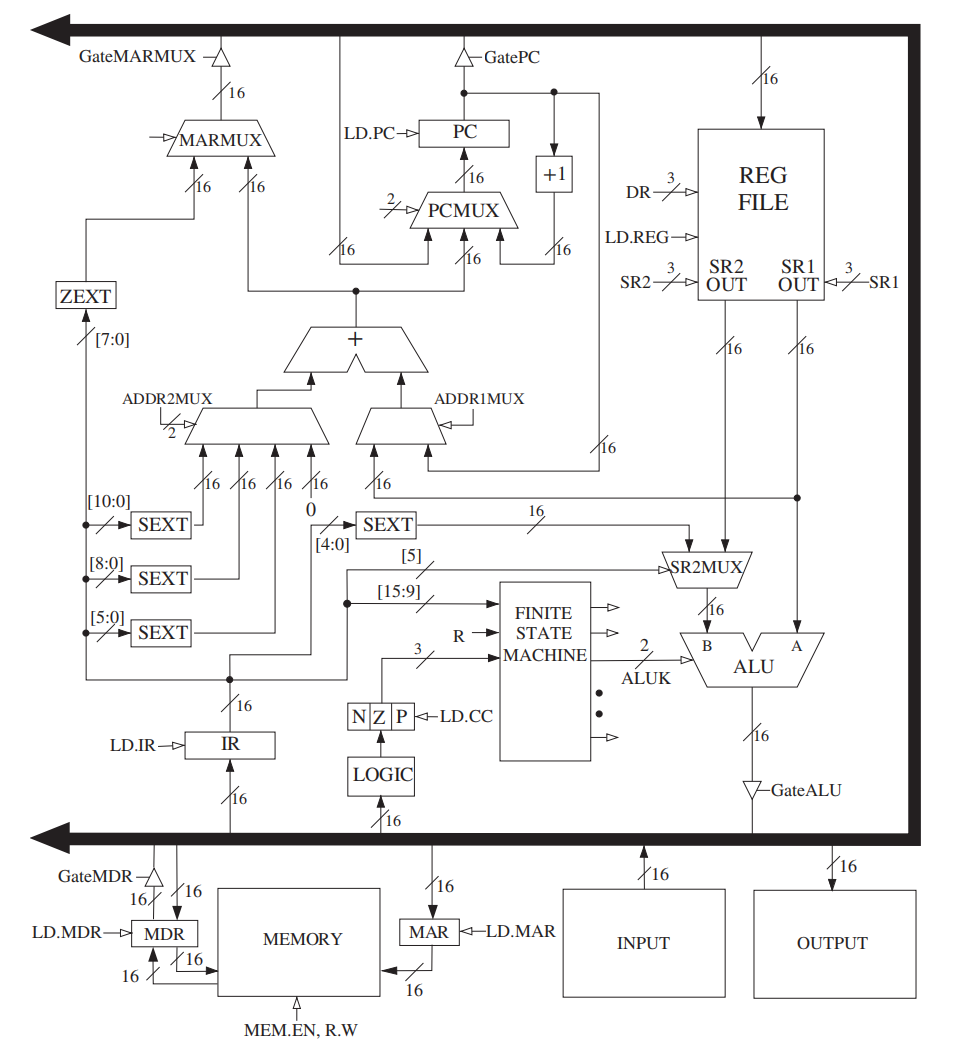 GateMARMUX
GatePC
16
16
MARMUX
LD.PC
PC
16
+1
REG
FILE
DR
3
16
16
2
PCMUX
LD.REG
16
16
16
SR2
3
SR2
OUT
SR1
OUT
3
SR1
ZEXT
[7:0]
+
16
16
ADDR2MUX
2
ADDR1MUX
16
16
16
16
16
16
0
[10:0]
SEXT
[4:0]
SEXT
16
[8:0]
SEXT
[5]
SR2MUX
[5:0]
SEXT
[15:9]
16
FINITE
STATE
MACHINE
R
3
2
ALUK
B
A
ALU
16
N Z P
LD.CC
LD.IR
IR
16
LOGIC
16
GateALU
16
GateMDR
16
16
16
16
16
LD.MDR
MDR
16
16
MEMORY
MAR
LD.MAR
16
INPUT
OUTPUT
MEM.EN, R.W